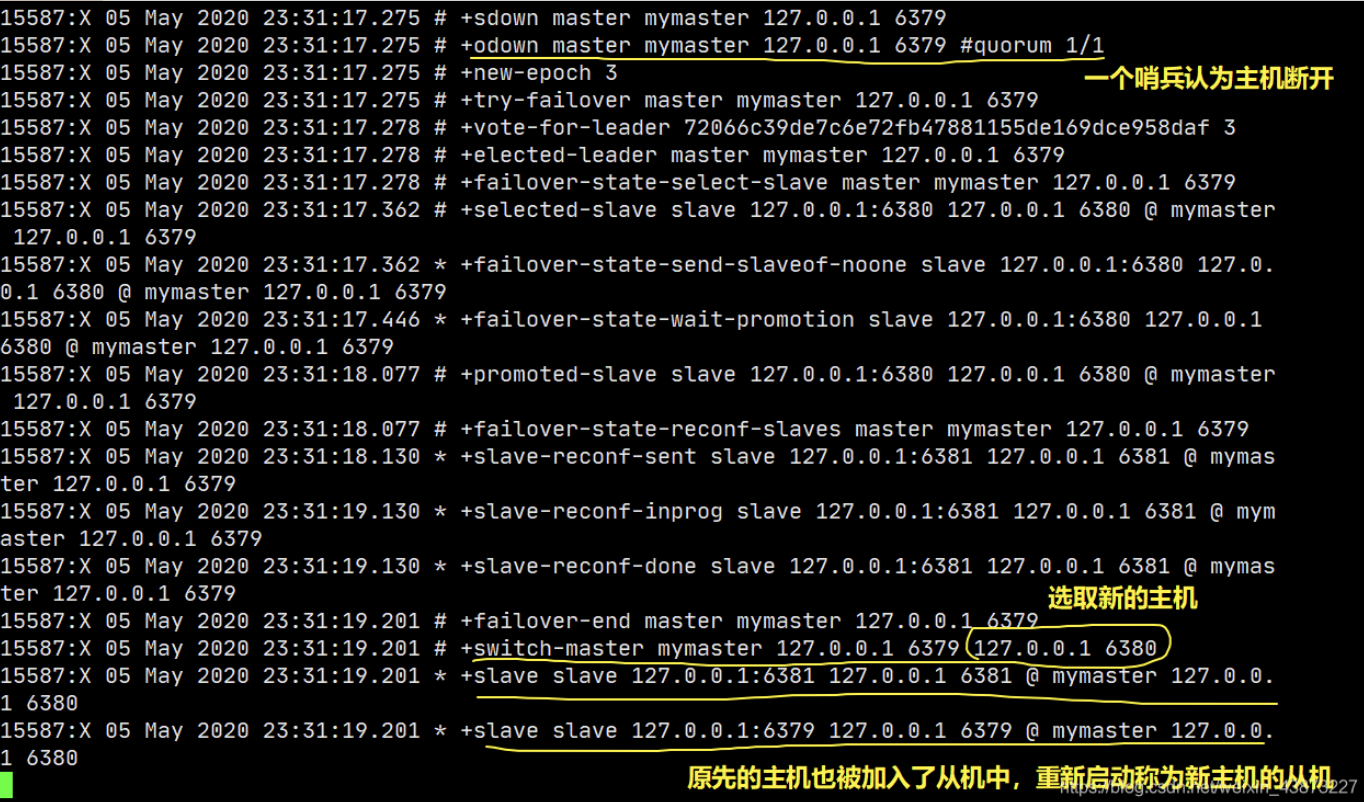 15587:X 05 May 2020 23:31:17.275 # +sdown master mymaster 127.0.0.1 6379
15587:X 05 May 2020 23:31:17.275 # +odown master mymaster 127.0.0.1 6379 #quorum 1/1
15587:X 05 May 2020 23:31:17.275 # +new-epoch 3
一个哨兵认为主机断开
15587:X 05 May 2020 23:31:17.275 # +try-failover master mymaster 127.0.0.1 6379
15587:X 05 May 2020 23:31:17.278 # +vote-for-leader 72066c39de7c6e72fb47881155de169dce958daf 3
15587:X 05 May 2020 23:31:17.278 # +elected-leader master mymaster 127.0.0.1 6379
15587:X 05 May 2020 23:31:17.278 # +failover-state-select-slave master mymaster 127.0.0.1 6379
15587:X 05 May 2020 23:31:17.362 # +selected-slave slave 127.0.0.1:6380 127.0.0.1 6380 @ mymaster
127.0.0.1 6379
15587:X 05 May 2020 23:31:17.362 * +failover-state-send-slaveof-noone slave 127.0.0.1:6380 127.0.
0.1 6380 @ mymaster 127.0.0.1 6379
15587:X 05 May 2020 23:31:17.446 * +failover-state-wait-promotion slave 127.0.0.1:6380 127.0.0.1
6380 @ mymaster 127.0.0.1 6379
15587:X 05 May 2020 23:31:18.077 # +promoted-slave slave 127.0.0.1:6380 127.0.0.1 6380 @ mymaster
127.0.0.1 6379
15587:X 05 May 2020 23:31:18.077 # +failover-state-reconf-slaves master mymaster 127.0.0.1 6379
15587:X 05 May 2020 23:31:18.130 * +slave-reconf-sent slave 127.0.0.1:6381 127.0.0.1 6381 @ mymas
ter 127.0.0.1 6379
15587:X 05 May 2020 23:31:19.130 * +slave-reconf-inprog slave 127.0.0.1:6381 127.0.0.1 6381 @ mym
aster 127.0.0.1 6379
15587:X 05 May 2020 23:31:19.130 * +slave-reconf-done slave 127.0.0.1:6381 127.0.0.1 6381 @ mymas
ter 127.0.0.1 6379
选取新的主机
15587:X 05 May 2020 23:31:19.201 # +failover-end master mymaster 127.0.0.1 6379
15587:X 05 May 2020 23:31:19.201 # +switch-master mymaster 127.0.0.1 6379 127.0.0.1 6380
15587:X 05 May 2020 23:31:19.201 * +slave slave 127.0.0.1:6381 127.0.0.1 6381 @ mymaster 127.0.0.
1 6380
15587:X 05 May 2020 23:31:19.201 * +slave slave 127.0.0.1:6379 127.0.0.1 6379 @ mymaster 127.0.0.
1 6380
原先的主机也被加入了从机中，重新启动称为新主机的从机
https://blog.csdn.net/weixin_43873227